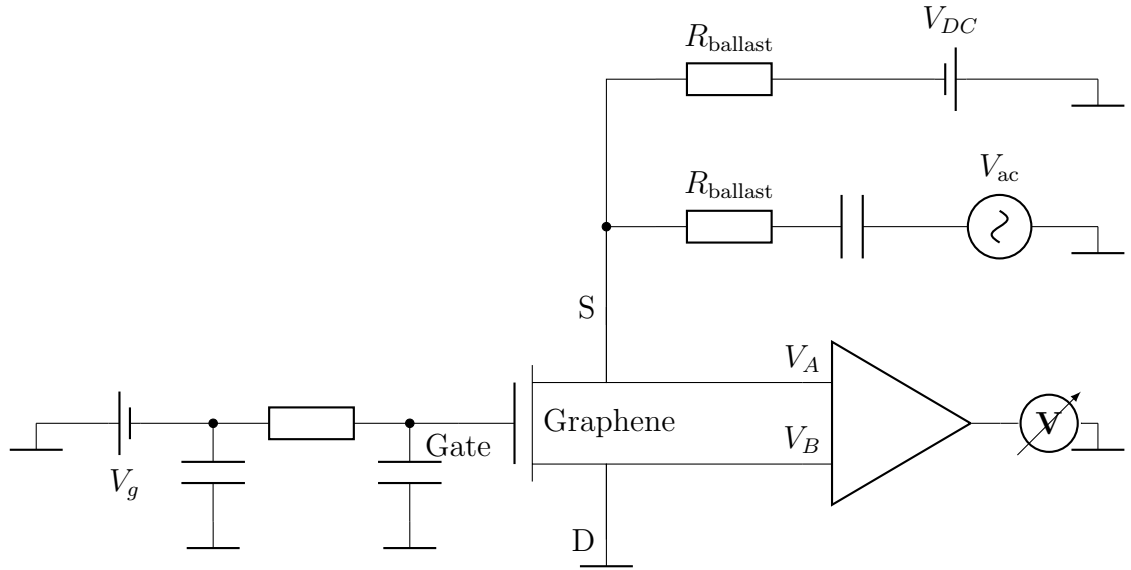 V_DC
R_ballast
V_ac
R_ballast
S
V_A
Graphene
V
Gate
V_B
V_g
D